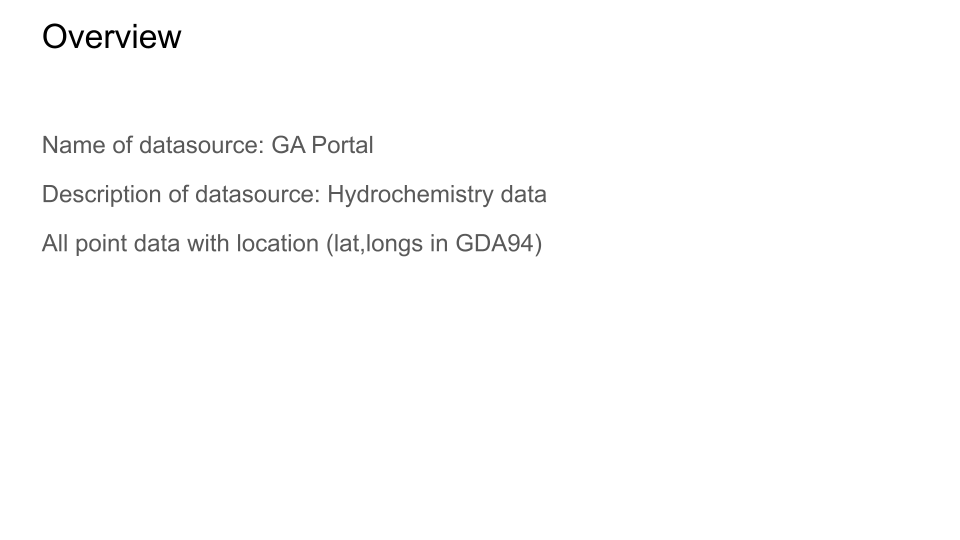 Overview
Name of datasource: GA Portal
Description of datasource: Hydrochemistry data
All point data with location (lat,longs in GDA94)